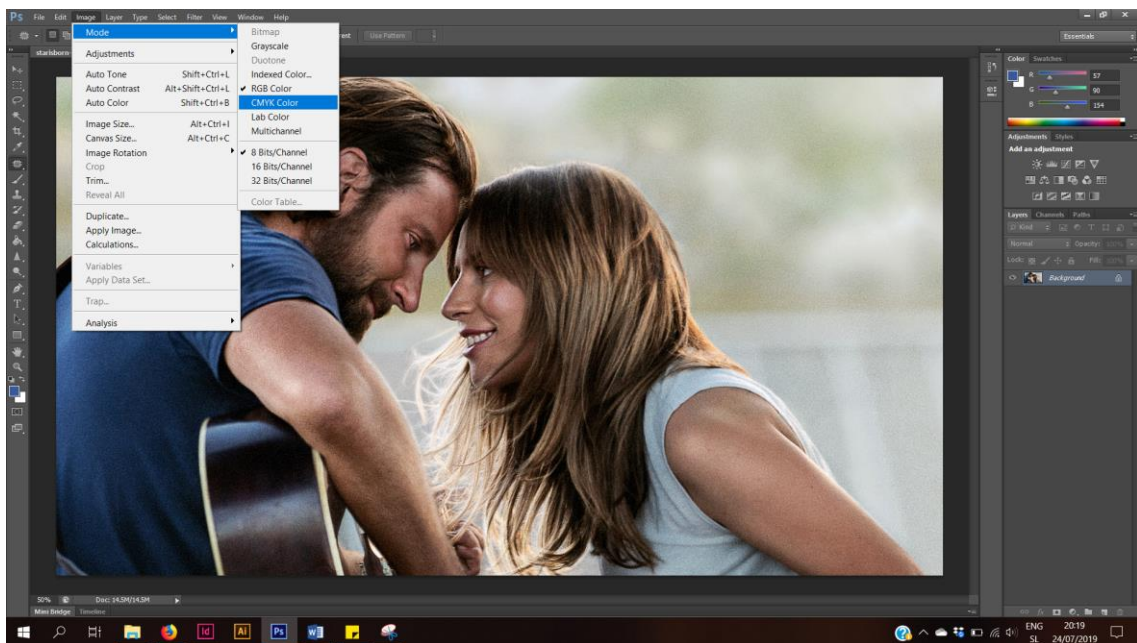 Ps File Edit Image Layer Type Select Filter View Window Help
Use Pattern
Essentials
Mode
Adjustments
Auto Tone Shift+Ctrl+L
Auto Contrast Alt+Shift+Ctrl+L
Auto Color Shift+Ctrl+B
Image Size... Alt+Ctrl+I
Canvas Size... Alt+Ctrl+C
Image Rotation
Crop
Trim...
Reveal All
Duplicate...
Apply Image...
Calculations...
Variables
Apply Data Set...
Trap...
Analysis
Bitmap
Grayscale
Duotone
Indexed Color...
✔ RGB Color
CMYK Color
Lab Color
Multichannel
✔ 8 Bits/Channel
16 Bits/Channel
32 Bits/Channel
Color Table...
Color Swatches
R 57
G 90
B 154
Adjustments Styles
Add an adjustment
Layers Channels Paths
Kind
Normal Opacity:
Lock: Fill:
Background
50% Doc: 14.5M/14.5M
Mini Bridge Timeline
Id Ai Ps
ENG 20:19
SL 24/07/2019